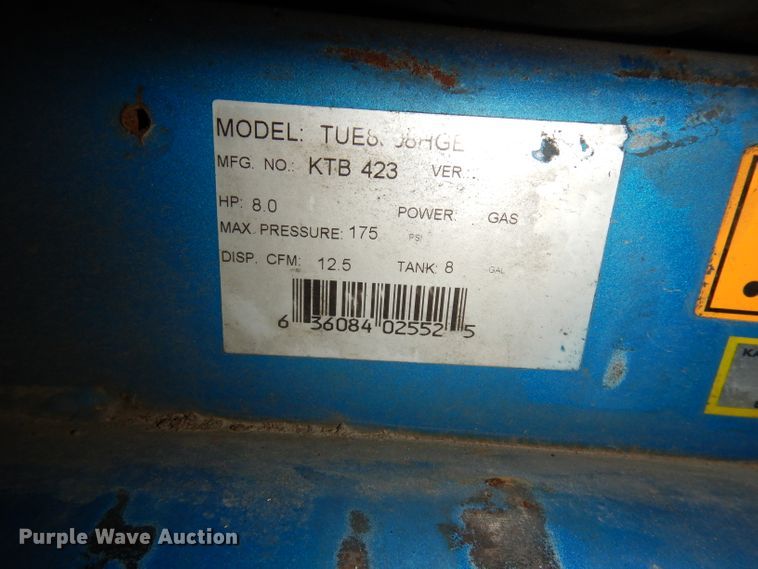 MODEL:
MFG. NO.: KTB 423 VER.:
HP: 8.0 POWER: GAS
MAX. PRESSURE: 175 PSI
DISP. CFM: 12.5 TANK: 8 GAL
6 36084 02552 5
Purple Wave Auction